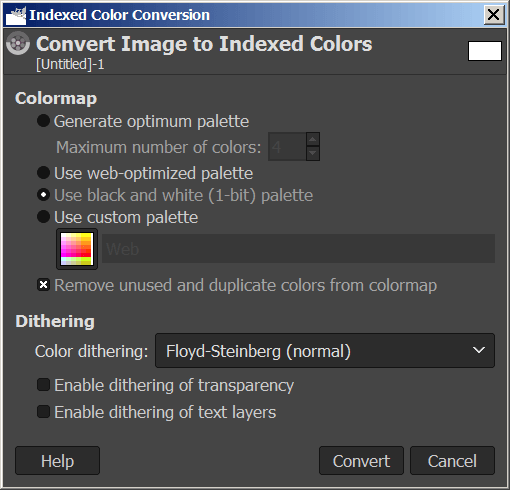 Indexed Color Conversion
Convert Image to Indexed Colors
[Untitled]-1
Colormap
Generate optimum palette
Maximum number of colors: 4
Use web-optimized palette
Use black and white (1-bit) palette
Use custom palette
Web
Remove unused and duplicate colors from colormap
Dithering
Color dithering: Floyd-Steinberg (normal)
Enable dithering of transparency
Enable dithering of text layers
Help Convert Cancel